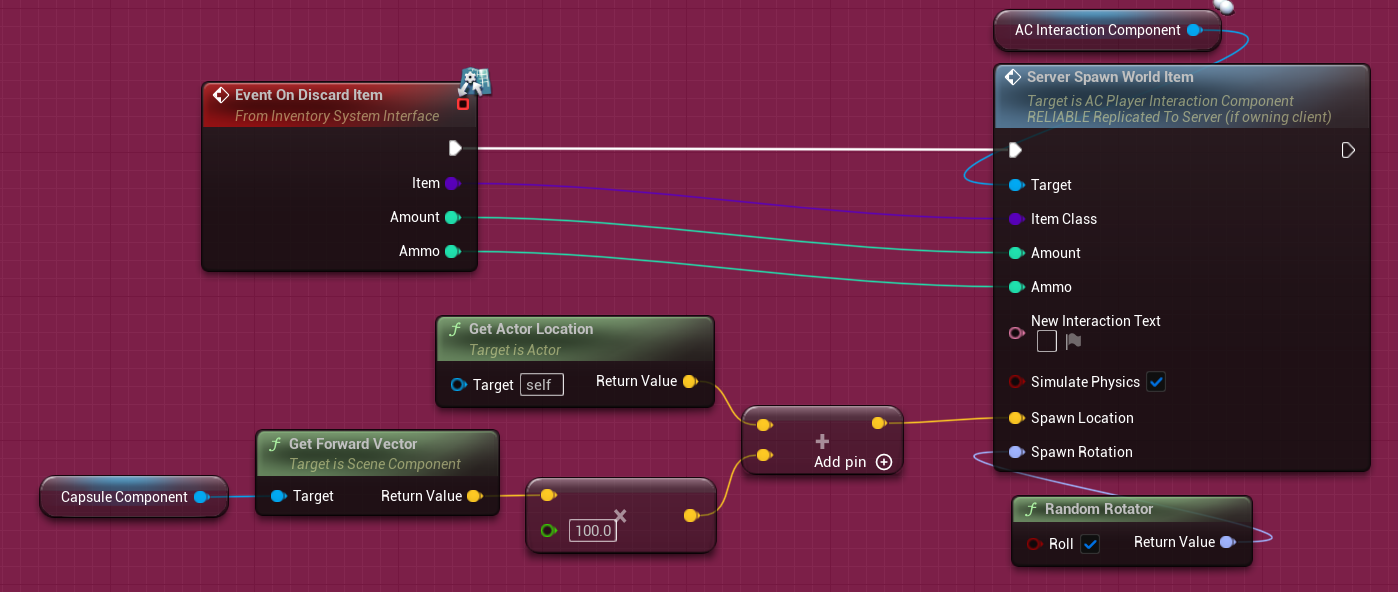 AC Interaction Component
Event On Discard Item
From Inventory System Interface
Item
Amount
Ammo
Server Spawn World Item
Target is AC Player Interaction Component
RELIABLE Replicated To Server (if owning client)
Target
Item Class
Amount
Ammo
New Interaction Text
Simulate Physics
Spawn Location
Spawn Rotation
Get Actor Location
Target is Actor
Target self Return Value
Add pin
Get Forward Vector
Target is Scene Component
Capsule Component
Target Return Value
100.0
Random Rotator
Roll Return Value